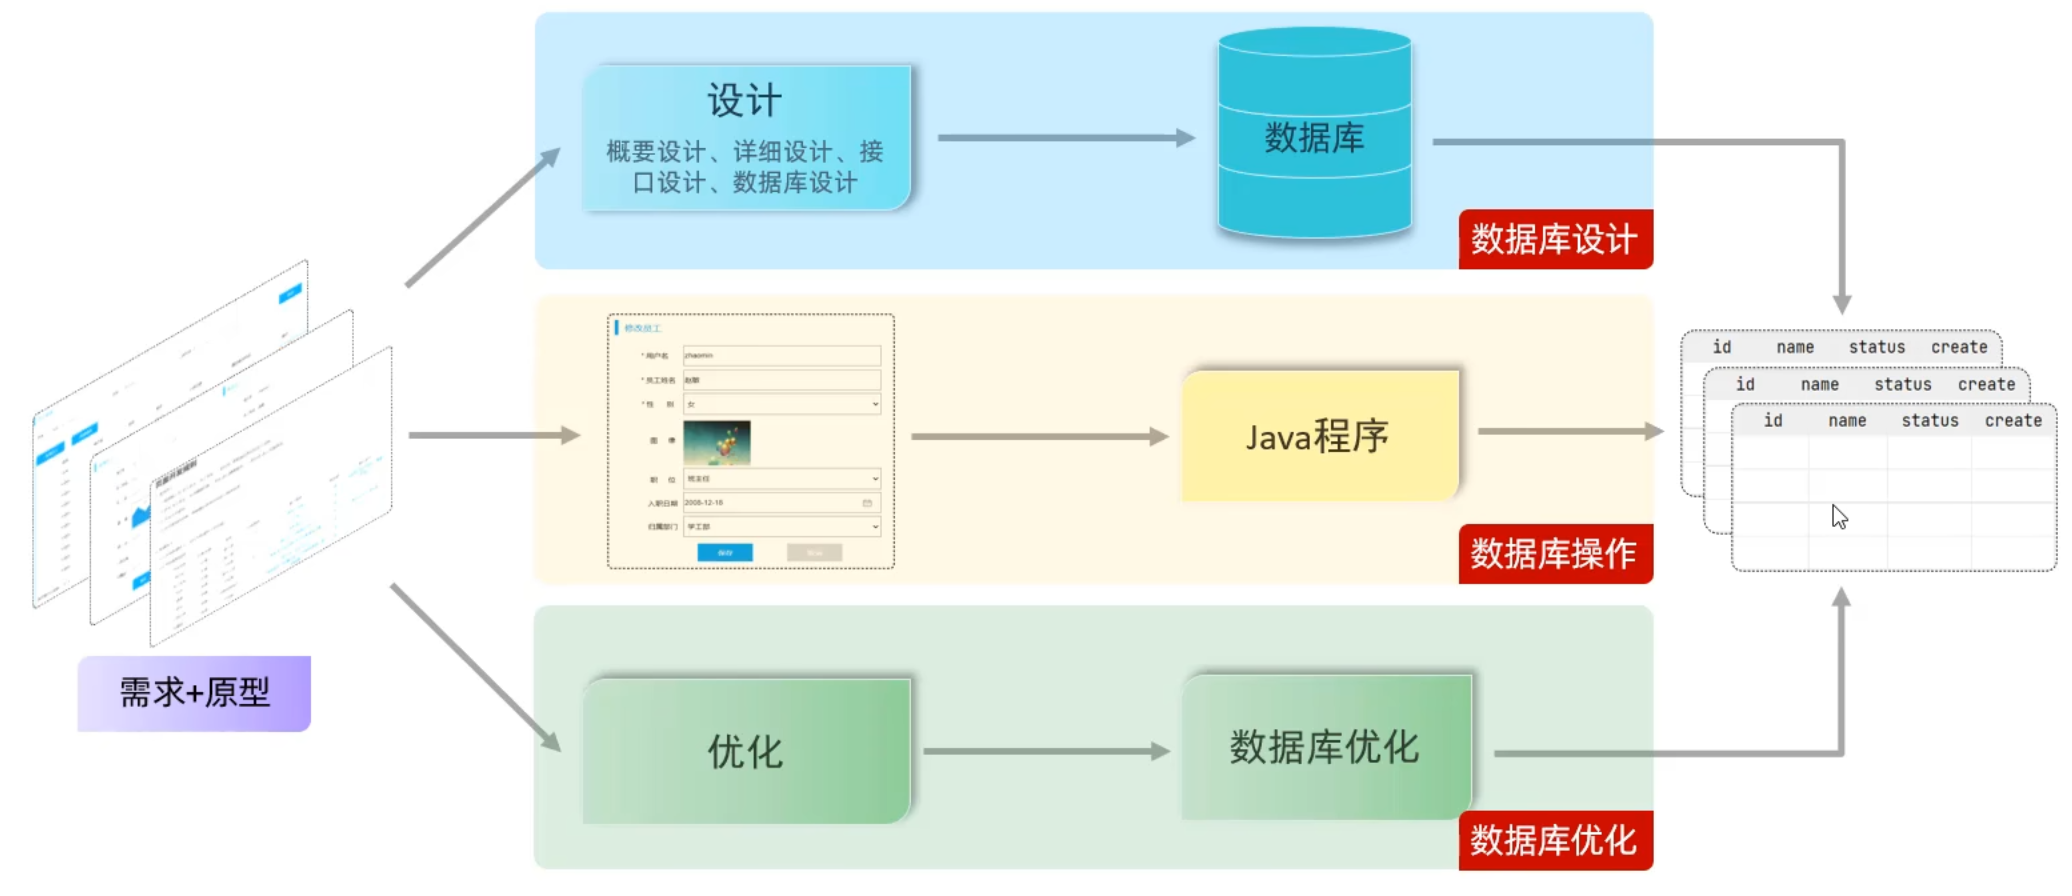 设计
概要设计、详细设计、接
口设计、数据库设计
数据库
数据库设计
修改员工
* 用户名 zhaomin
* 员工姓名 赵敏
* 性 别 女
图 像
职 位 班主任
入职日期 2008-12-18
归属部门 学工部
保存
Java程序
数据库操作
id name status create
id name status create
id name status create
需求+原型
优化
数据库优化
数据库优化